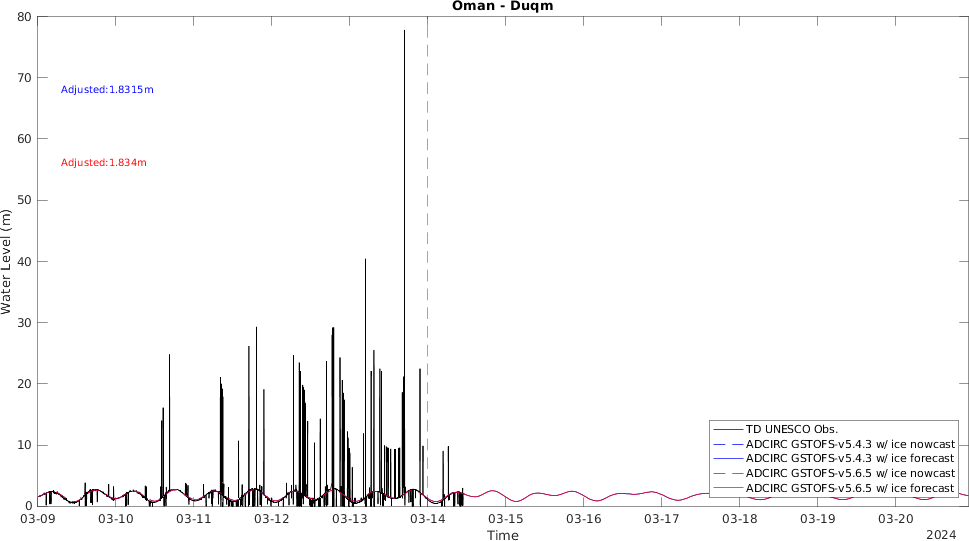 Oman - Duqm
80
70
60
50
40
30
20
10
0
Water Level (m)
Adjusted:1.8315m
Adjusted:1.834m
TD UNESCO Obs.
ADCIRC GSTOFS-v5.4.3 w/ ice nowcast
ADCIRC GSTOFS-v5.4.3 w/ ice forecast
ADCIRC GSTOFS-v5.6.5 w/ ice nowcast
ADCIRC GSTOFS-v5.6.5 w/ ice forecast
03-09 03-10 03-11 03-12 03-13 03-14 03-15 03-16 03-17 03-18 03-19 03-20
Time
2024